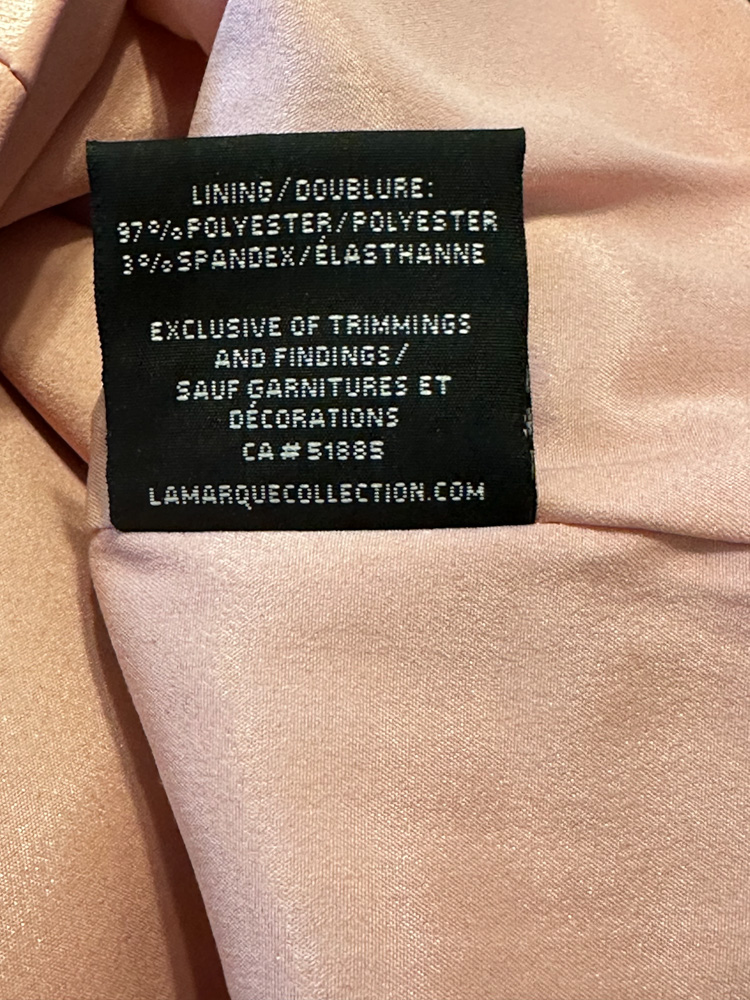 LINING/DOUBLURE:
97%POLYESTER/POLYESTER
3%SPANDEX/ÉLASTHANNE
EXCLUSIVE OF TRIMMINGS
AND FINDINGS/
SAUF GARNITURES ET
DÉCORATIONS
CA#51885
LAMARQUECOLLECTION.COM